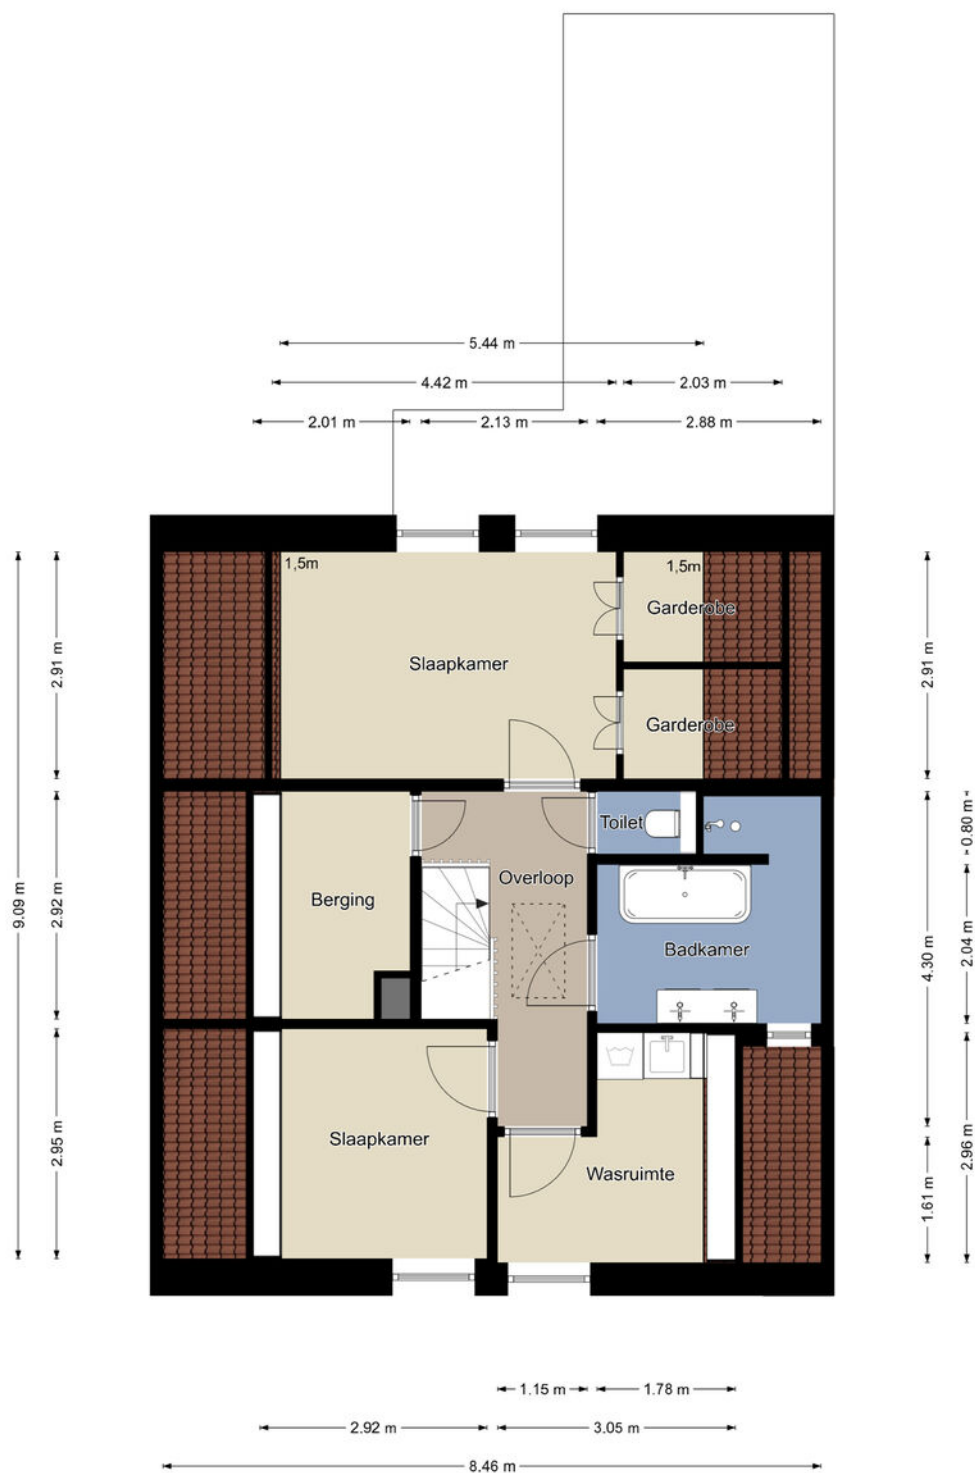 5.44 m
4.42 m
2.03 m
2.01 m
2.13 m
2.88 m
1,5m
1,5m
Garderobe
Slaapkamer
Garderobe
2.91 m
2.91 m
Toilet
0.80 m
Overloop
Berging
Badkamer
9.09 m
2.92 m
4.30 m
2.04 m
Slaapkamer
Wasruimte
2.95 m
2.96 m
1.61 m
1.15 m
1.78 m
2.92 m
3.05 m
8.46 m